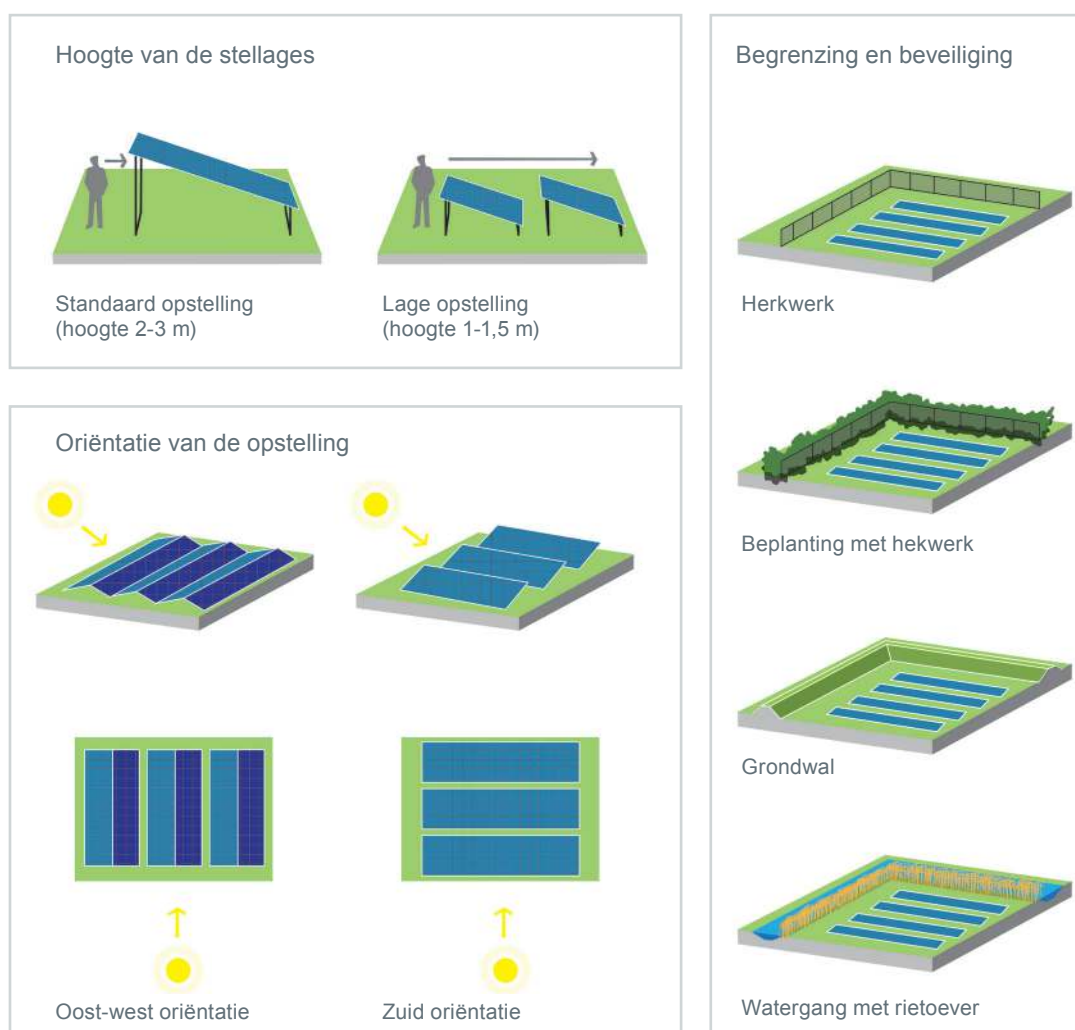 Hoogte van de stellages
Standaard opstelling
(hoogte 2-3 m)
Lage opstelling
(hoogte 1-1,5 m)
Oriëntatie van de opstelling
Oost-west oriëntatie
Zuid oriëntatie
Begrenzing en beveiliging
Herkwerk
Beplanting met hekwerk
Grondwal
Watergang met rietoever